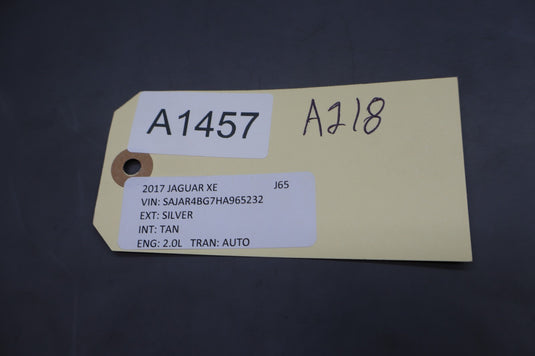 A1457
A218
2017 JAGUAR XE J65
VIN: SAJAR4BG7HA965232
EXT: SILVER
INT: TAN
ENG: 2.0L TRAN: AUTO